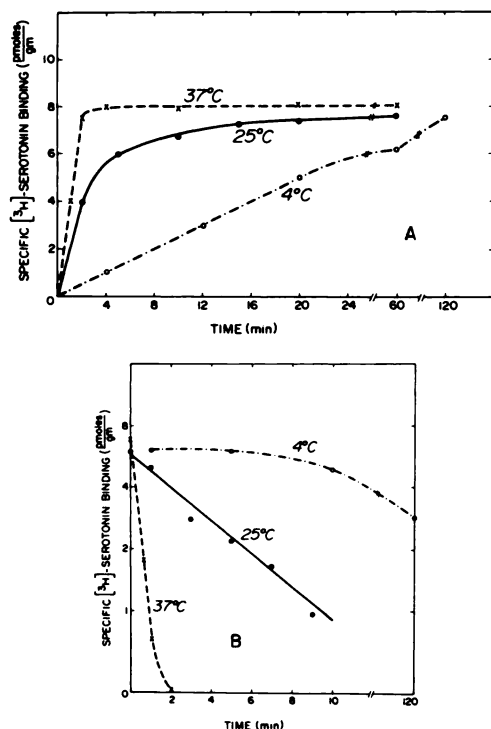 SPECIFIC [³H]-SEROTONIN BINDING (pmoles/gm)
10
8
6
4
2
0
37°C
25°C
4°C
A
0 4 8 12 16 20 24 60 120
TIME (min)
SPECIFIC [³H]-SEROTONIN BINDING (pmoles/gm)
8
4
2
1
0
4°C
25°C
37°C
B
2 4 6 8 10 120
TIME (min)